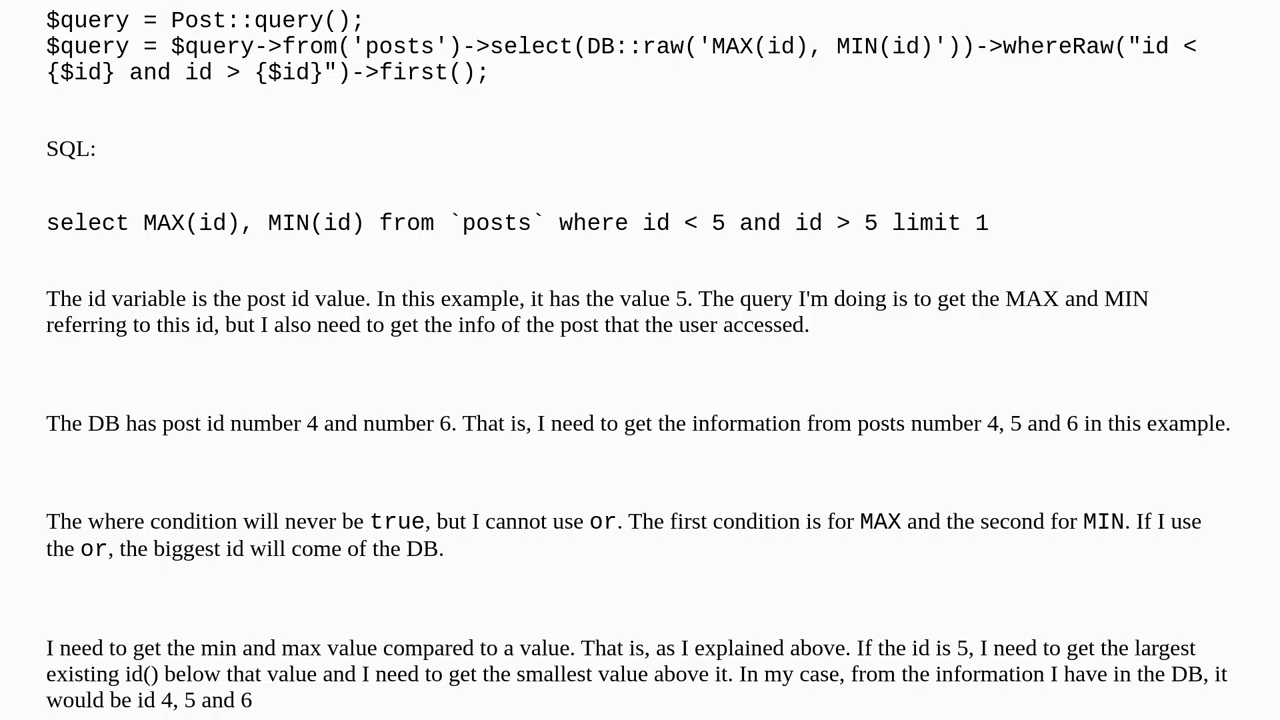 $query = Post::query();
$query = $query->from('posts')->select(DB::raw('MAX(id), MIN(id)'))->whereRaw("id <
{$id} and id > {$id}")->first();
SQL:
select MAX(id), MIN(id) from `posts` where id < 5 and id > 5 limit 1
The id variable is the post id value. In this example, it has the value 5. The query I'm doing is to get the MAX and MIN
referring to this id, but I also need to get the info of the post that the user accessed.
The DB has post id number 4 and number 6. That is, I need to get the information from posts number 4, 5 and 6 in this example.
The where condition will never be true, but I cannot use or. The first condition is for MAX and the second for MIN. If I use
the or, the biggest id will come of the DB.
I need to get the min and max value compared to a value. That is, as I explained above. If the id is 5, I need to get the largest
existing id() below that value and I need to get the smallest value above it. In my case, from the information I have in the DB, it
would be id 4, 5 and 6